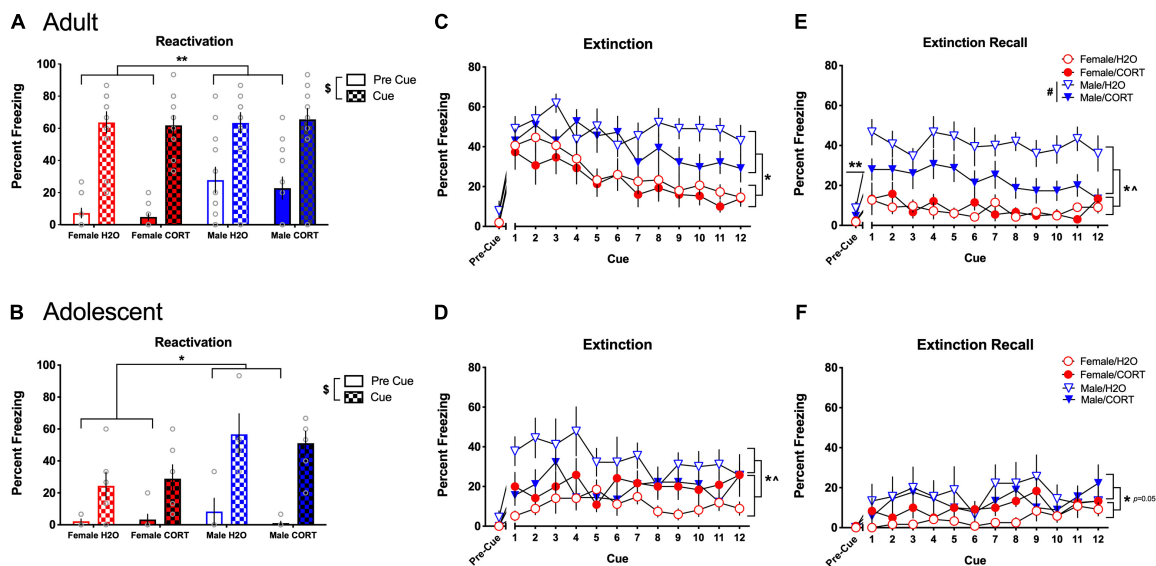 A Adult
Reactivation
Percent Freezing
100
80
60
40
20
0
**
$
Pre Cue
Cue
Female H2O Female CORT Male H2O Male CORT
B Adolescent
Reactivation
Percent Freezing
100
80
60
40
20
0
*
$
Pre Cue
Cue
Female H2O Female CORT Male H2O Male CORT
C
Extinction
Percent Freezing
80
60
40
20
0
*
Pre-Cue 1 2 3 4 5 6 7 8 9 10 11 12
Cue
D
Extinction
Percent Freezing
80
60
40
20
0
*^
Pre-Cue 1 2 3 4 5 6 7 8 9 10 11 12
Cue
E
Extinction Recall
Female/H2O
Female/CORT
Male/H2O
Male/CORT
#
Percent Freezing
80
60
40
20
0
**
*^
Pre-Cue 1 2 3 4 5 6 7 8 9 10 11 12
Cue
F
Extinction Recall
Female/H2O
Female/CORT
Male/H2O
Male/CORT
Percent Freezing
80
60
40
20
0
* p=0.05
Pre-Cue 1 2 3 4 5 6 7 8 9 10 11 12
Cue